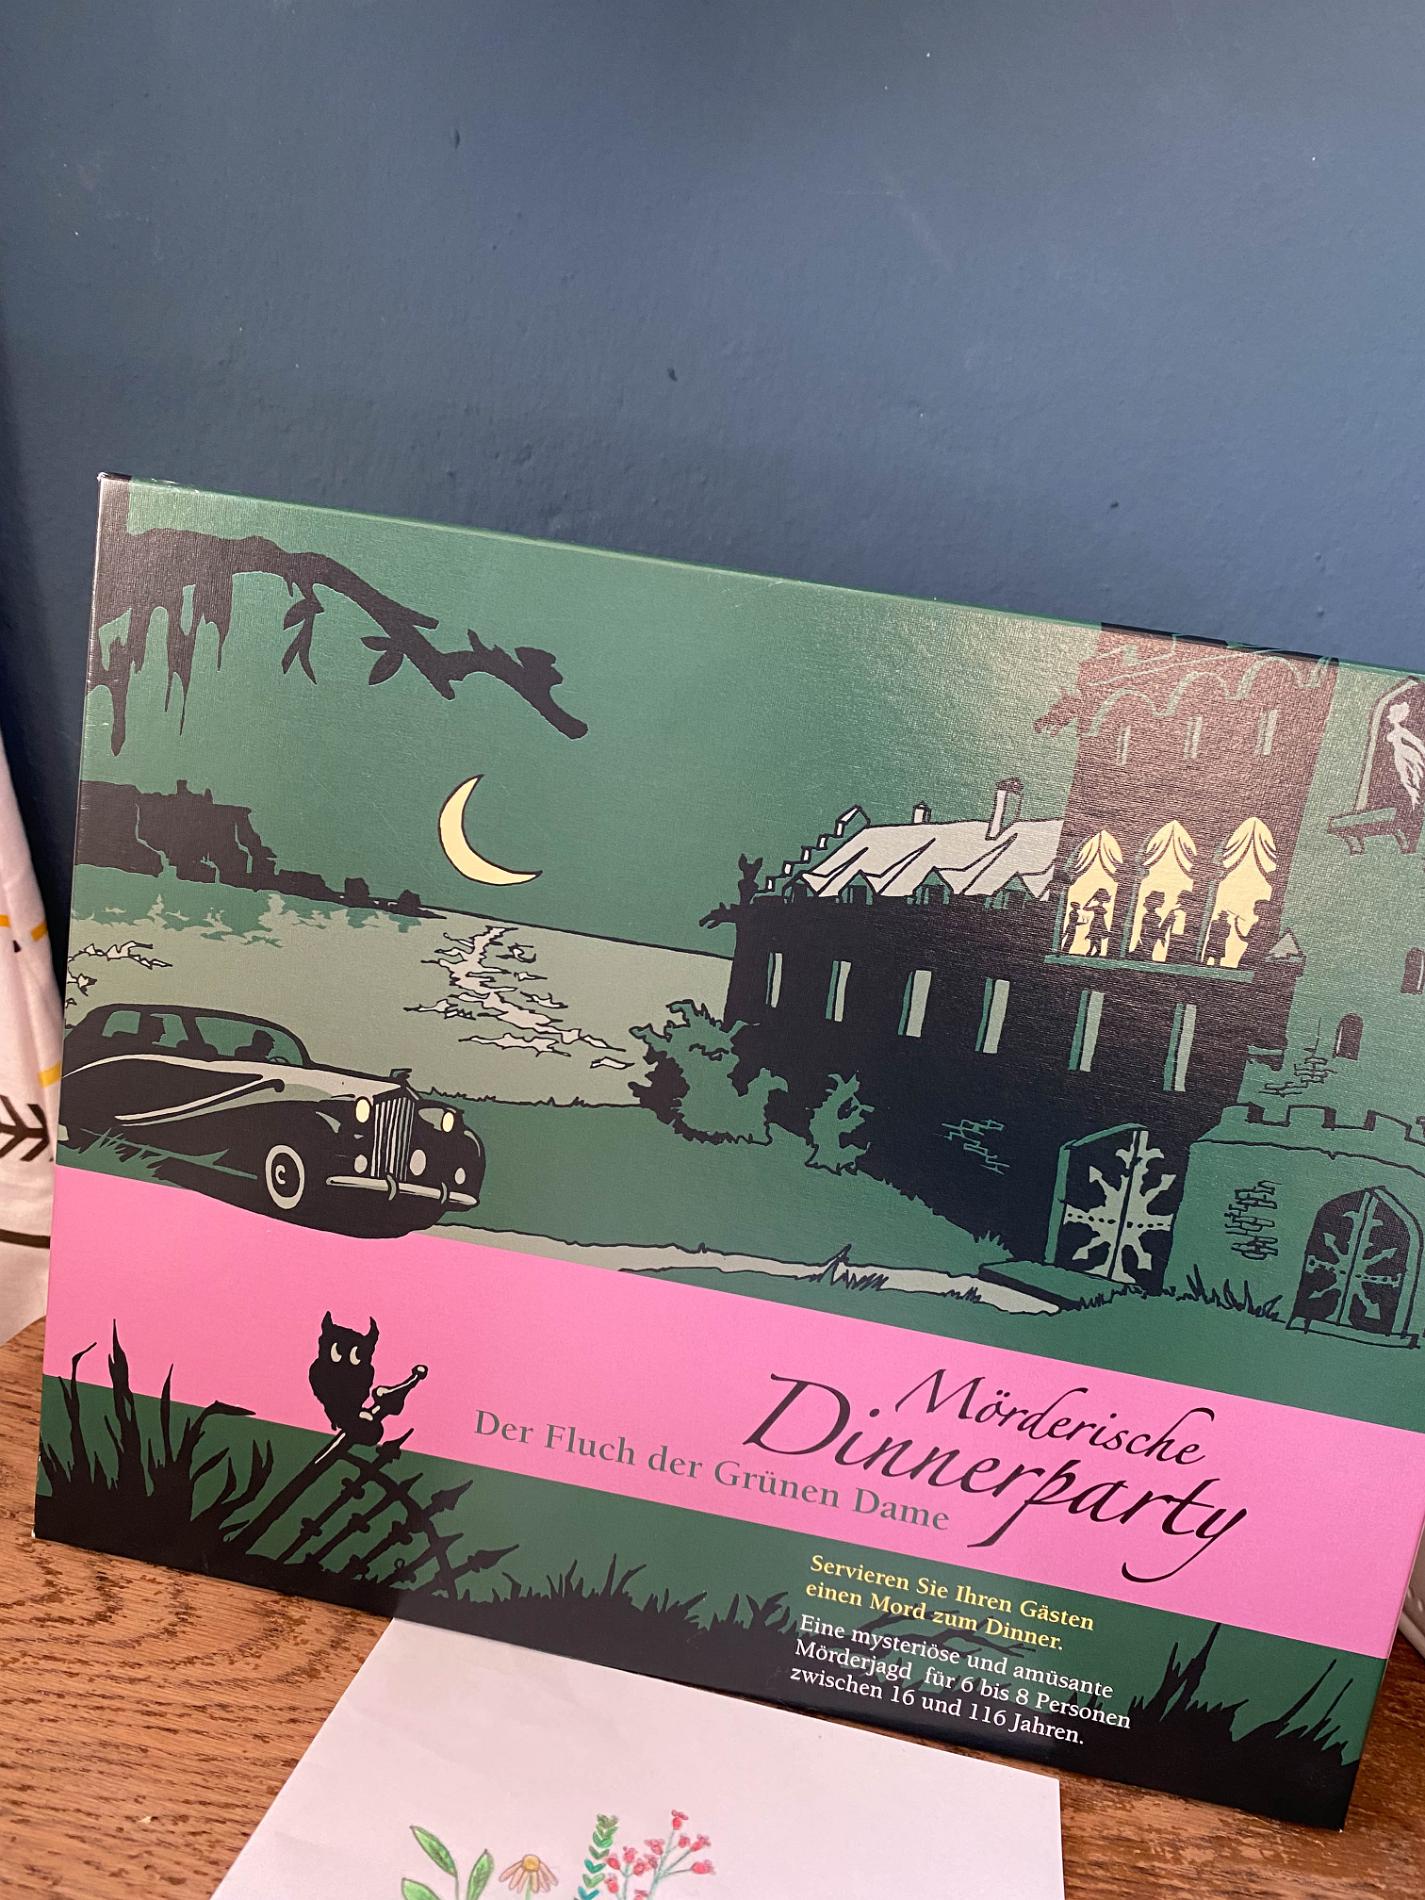 Mörderische
Dinnerparty
Der Fluch der Grünen Dame
Servieren Sie Ihren Gästen
einen Mord zum Dinner.
Eine mysteriöse und amüsante
Mörderjagd für 6 bis 8 Personen
zwischen 16 und 116 Jahren.